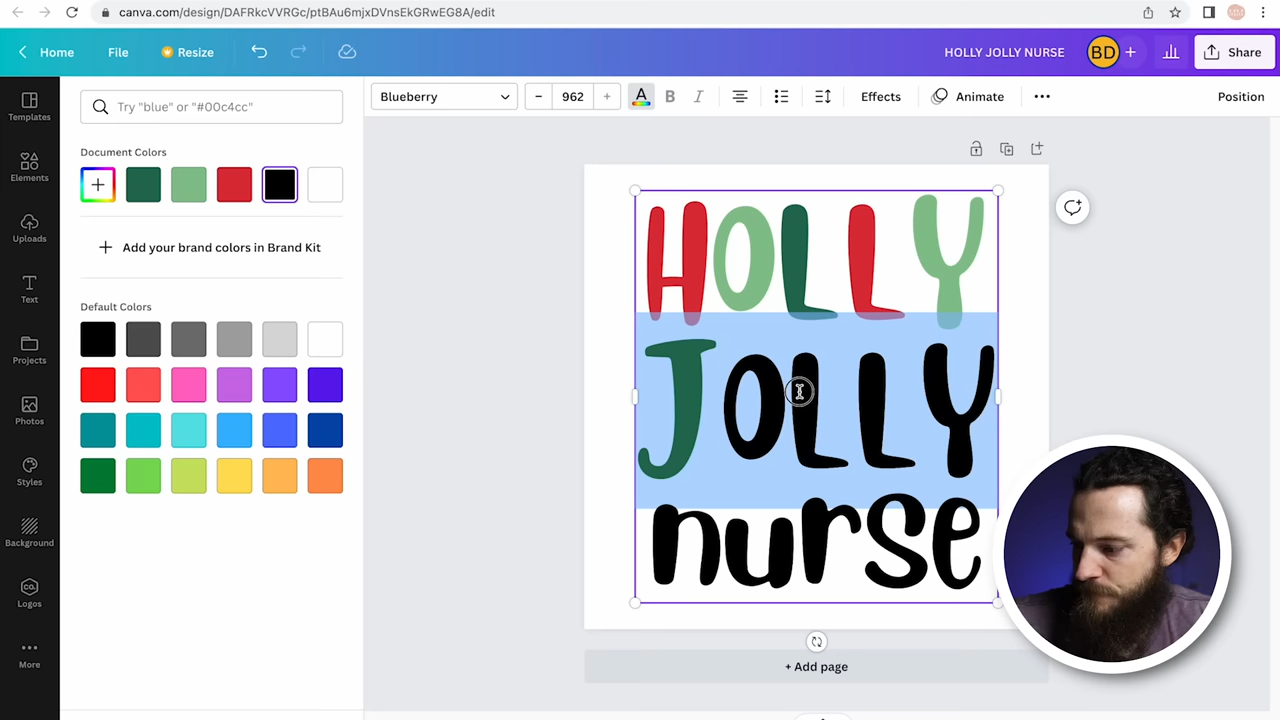 canva.com/design/DAFRkcVVRGc/ptBAu6mjxDVnsEkGRwEG8A/edit
Home File Resize HOLLY JOLLY NURSE BD + Share
Templates
Elements
Uploads
Text
Projects
Photos
Styles
Background
CO.
Logos
More
Try "blue" or "#00c4cc"
Document Colors
Add your brand colors in Brand Kit
Default Colors
Blueberry – 962 + A B I Effects Animate Position
HOLLY
JOLLY
nurse
+ Add page